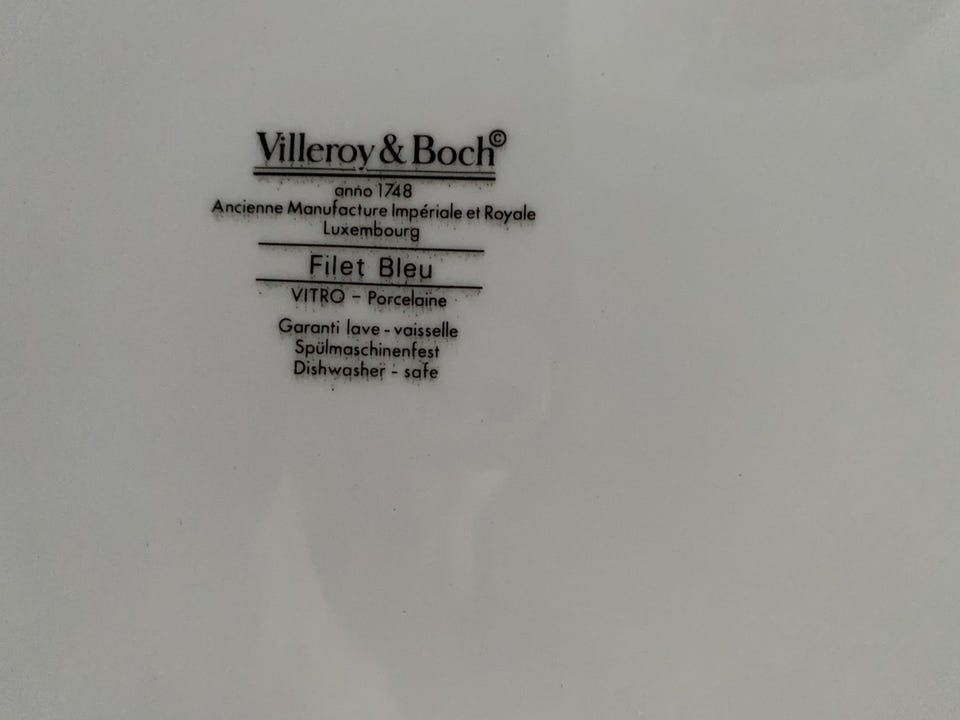 Villeroy & Boch©
anno 1748
Ancienne Manufacture Impériale et Royale
Luxembourg
Filet Bleu
VITRO - Porcelaine
Garanti lave - vaisselle
Spülmaschinenfest
Dishwasher - safe